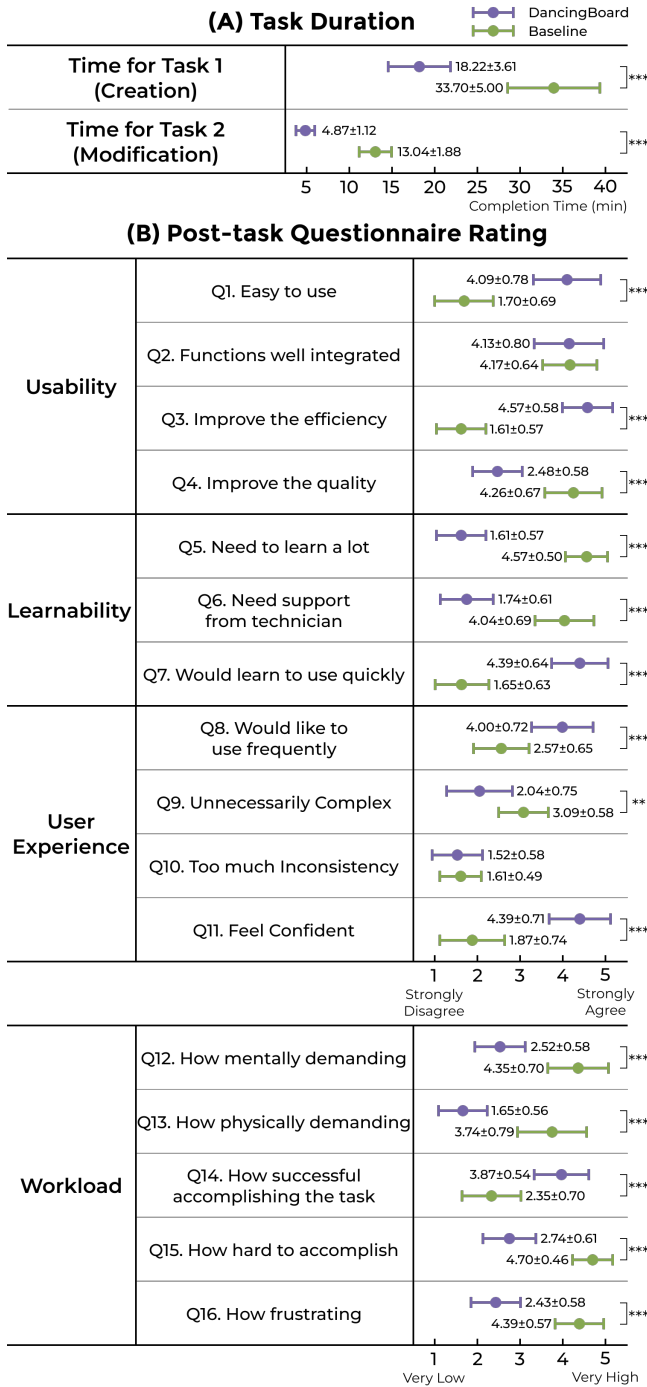 (A) Task Duration
DancingBoard
Baseline
Time for Task 1
(Creation)
18.22±3.61
33.70±5.00
***
Time for Task 2
(Modification)
4.87±1.12
13.04±1.88
***
5 10 15 20 25 30 35 40
Completion Time (min)
(B) Post-task Questionnaire Rating
Usability
Q1. Easy to use
4.09±0.78
1.70±0.69
***
Q2. Functions well integrated
4.13±0.80
4.17±0.64
Q3. Improve the efficiency
4.57±0.58
1.61±0.57
***
Q4. Improve the quality
2.48±0.58
4.26±0.67
***
Learnability
Q5. Need to learn a lot
1.61±0.57
4.57±0.50
***
Q6. Need support
from technician
1.74±0.61
4.04±0.69
***
Q7. Would learn to use quickly
4.39±0.64
1.65±0.63
***
User
Experience
Q8. Would like to
use frequently
4.00±0.72
2.57±0.65
***
Q9. Unnecessarily Complex
2.04±0.75
3.09±0.58
**
Q10. Too much Inconsistency
1.52±0.58
1.61±0.49
Q11. Feel Confident
4.39±0.71
1.87±0.74
***
1 2 3 4 5
Strongly
Disagree
Strongly
Agree
Workload
Q12. How mentally demanding
2.52±0.58
4.35±0.70
***
Q13. How physically demanding
1.65±0.56
3.74±0.79
***
Q14. How successful
accomplishing the task
3.87±0.54
2.35±0.70
***
Q15. How hard to accomplish
2.74±0.61
4.70±0.46
***
Q16. How frustrating
2.43±0.58
4.39±0.57
***
1 2 3 4 5
Very Low
Very High